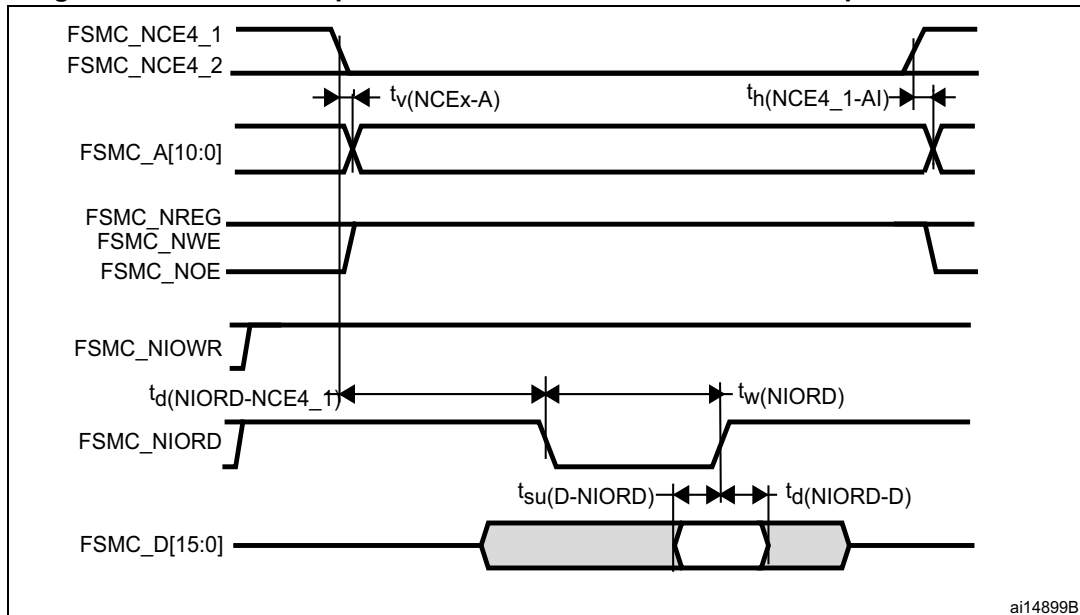 FSMC_NCE4_1
FSMC_NCE4_2
tv(NCEx-A)
th(NCE4_1-AI)
FSMC_A[10:0]
FSMC_NREG
FSMC_NWE
FSMC_NOE
FSMC_NIOWR
td(NIORD-NCE4_1)
tw(NIORD)
FSMC_NIORD
tsu(D-NIORD)
td(NIORD-D)
FSMC_D[15:0]
ai14899B